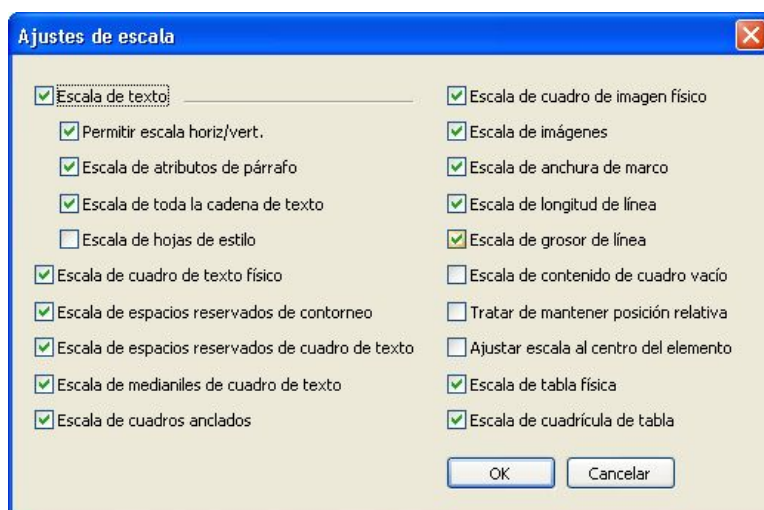 Ajustes de escala
Escala de texto
Permitir escala horiz/vert.
Escala de atributos de párrafo
Escala de toda la cadena de texto
Escala de hojas de estilo
Escala de cuadro de texto físico
Escala de espacios reservados de contorneo
Escala de espacios reservados de cuadro de texto
Escala de medianiles de cuadro de texto
Escala de cuadros anclados
Escala de cuadro de imagen físico
Escala de imágenes
Escala de anchura de marco
Escala de longitud de línea
Escala de grosor de línea
Escala de contenido de cuadro vacío
Tratar de mantener posición relativa
Ajustar escala al centro del elemento
Escala de tabla física
Escala de cuadrícula de tabla
OK
Cancelar